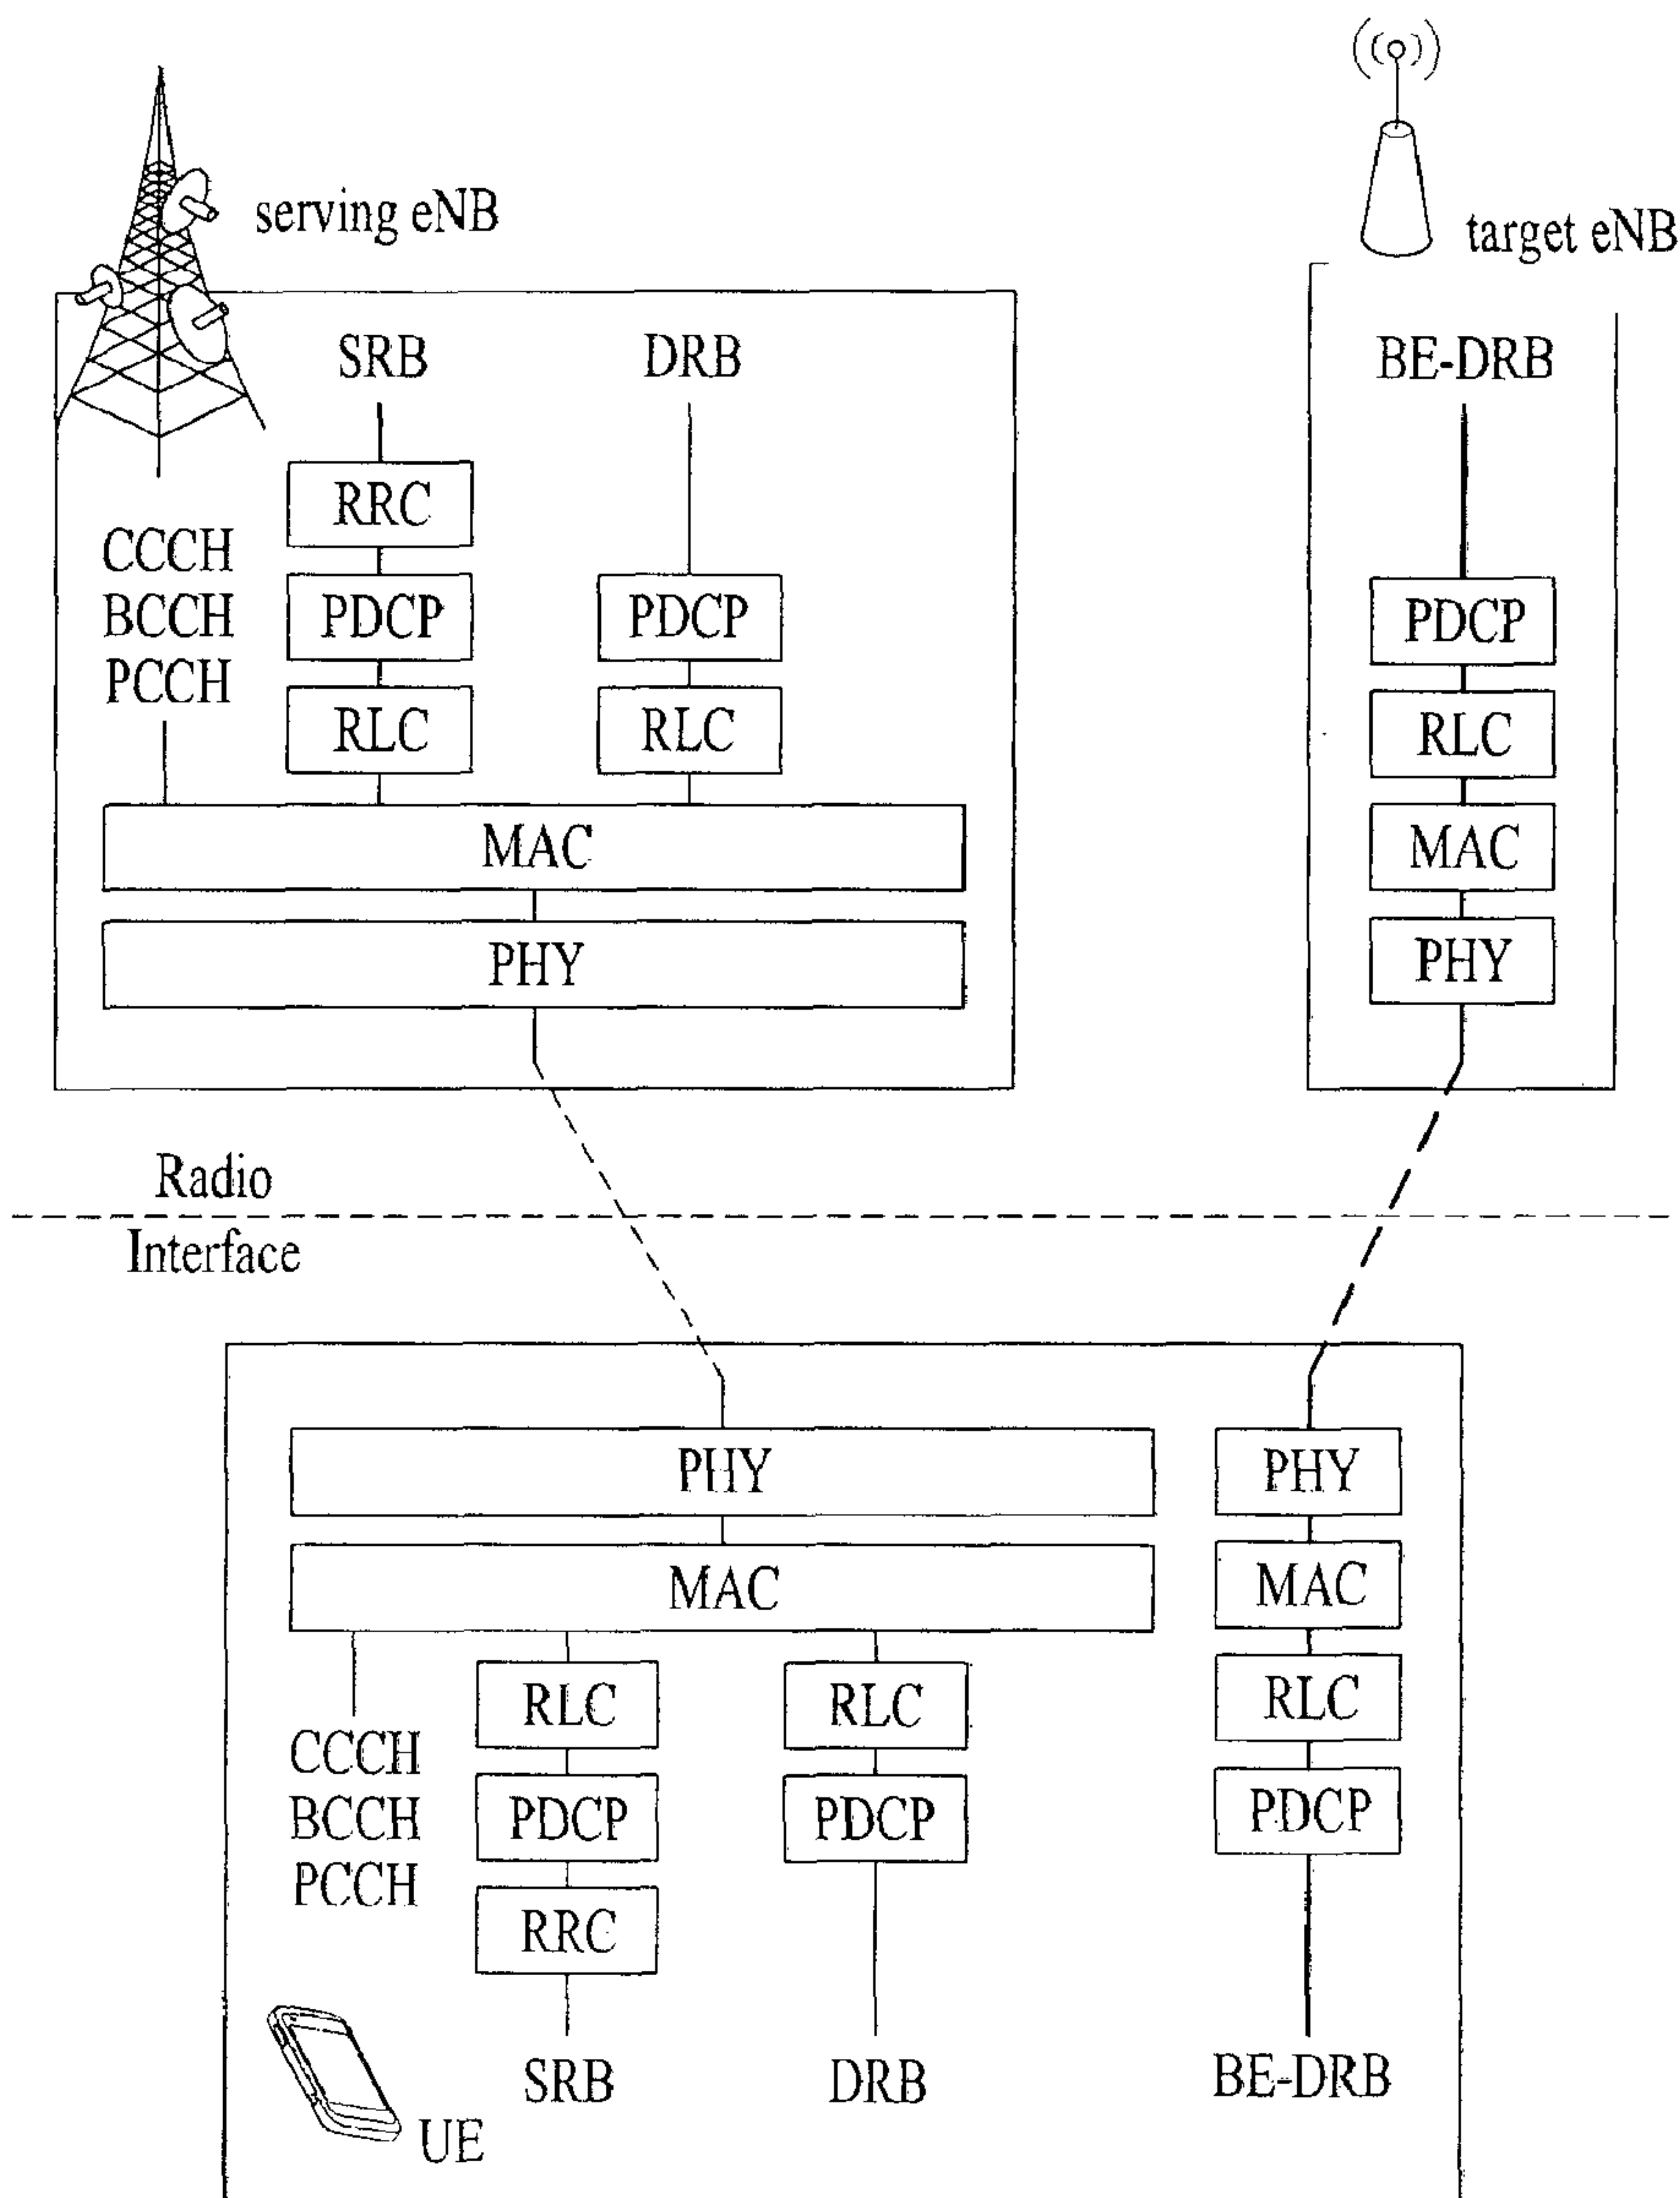 serving eNB
target eNB
SRB
DRB
BE-DRB
RRC
CCCH
BCCH
PCCH
PDCP
PDCP
PDCP
RLC
RLC
RLC
MAC
MAC
PHY
PHY
Radio
Interface
PHY
PHY
MAC
MAC
RLC
RLC
RLC
CCCH
BCCH
PCCH
PDCP
PDCP
PDCP
RRC
SRB
DRB
BE-DRB
UE